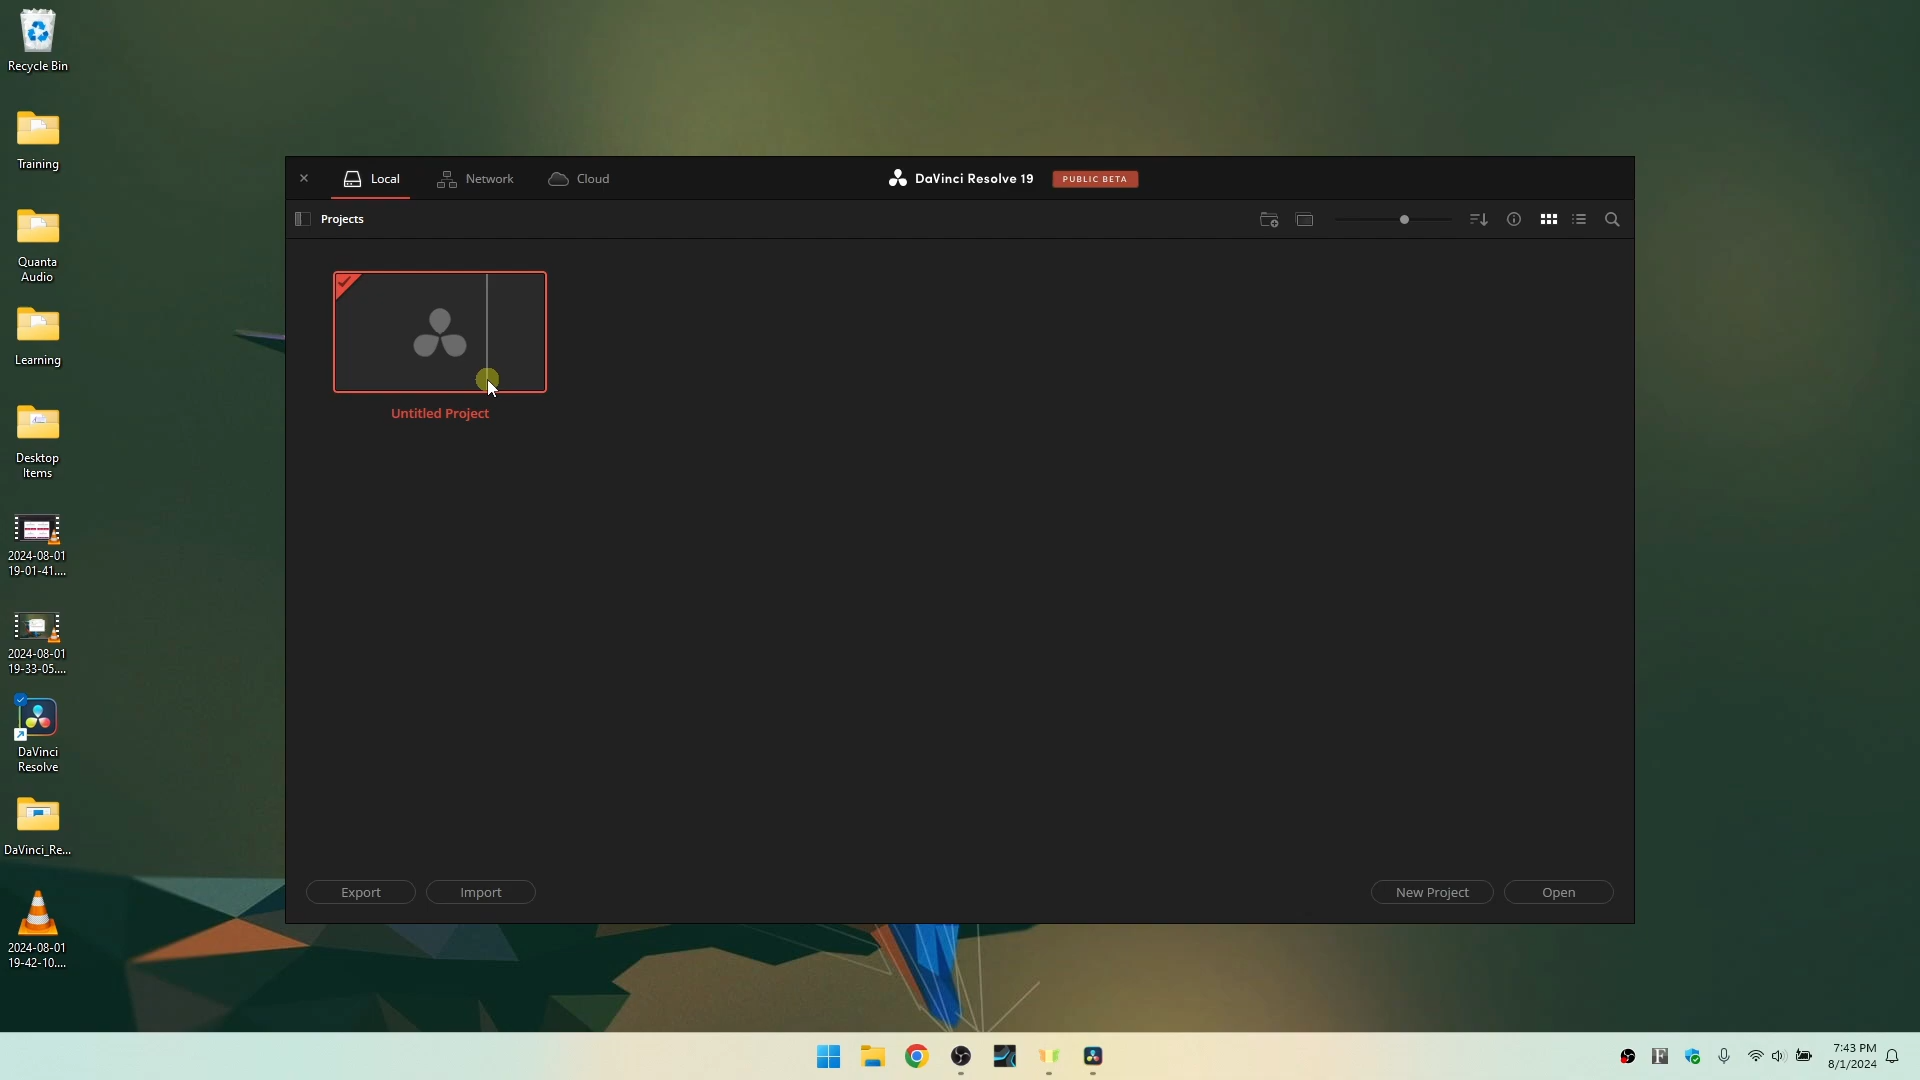 Recycle Bin
Training
Quanta
Audio
Learning
Desktop
Items
2024-08-01
19-01-41....
2024-08-01
19-33-05....
DaVinci
Resolve
DaVinci_Re...
2024-08-01
19-42-10....
Local
Network
Cloud
DaVinci Resolve 19
PUBLIC BETA
Projects
Untitled Project
Export
Import
New Project
Open
F
7:43 PM
8/1/2024